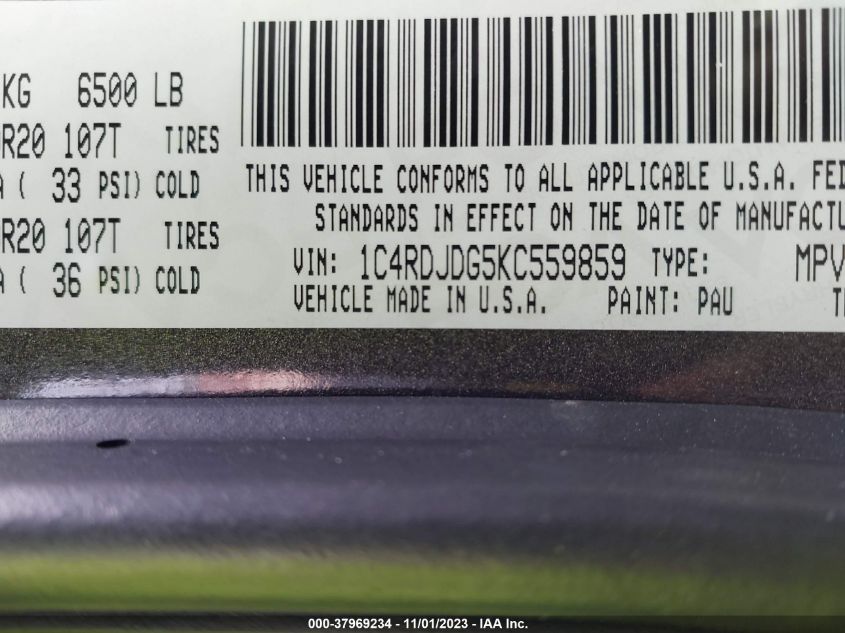 KG 6500 LB
R20 107T TIRES
( 33 PSI) COLD
R20 107T TIRES
( 36 PSI) COLD
THIS VEHICLE CONFORMS TO ALL APPLICABLE U.S.A. FED
STANDARDS IN EFFECT ON THE DATE OF MANUFACTU
VIN: 1C4RDJDG5KC559859 TYPE: MPV
VEHICLE MADE IN U.S.A. PAINT: PAU
000-37969234 - 11/01/2023 - IAA Inc.